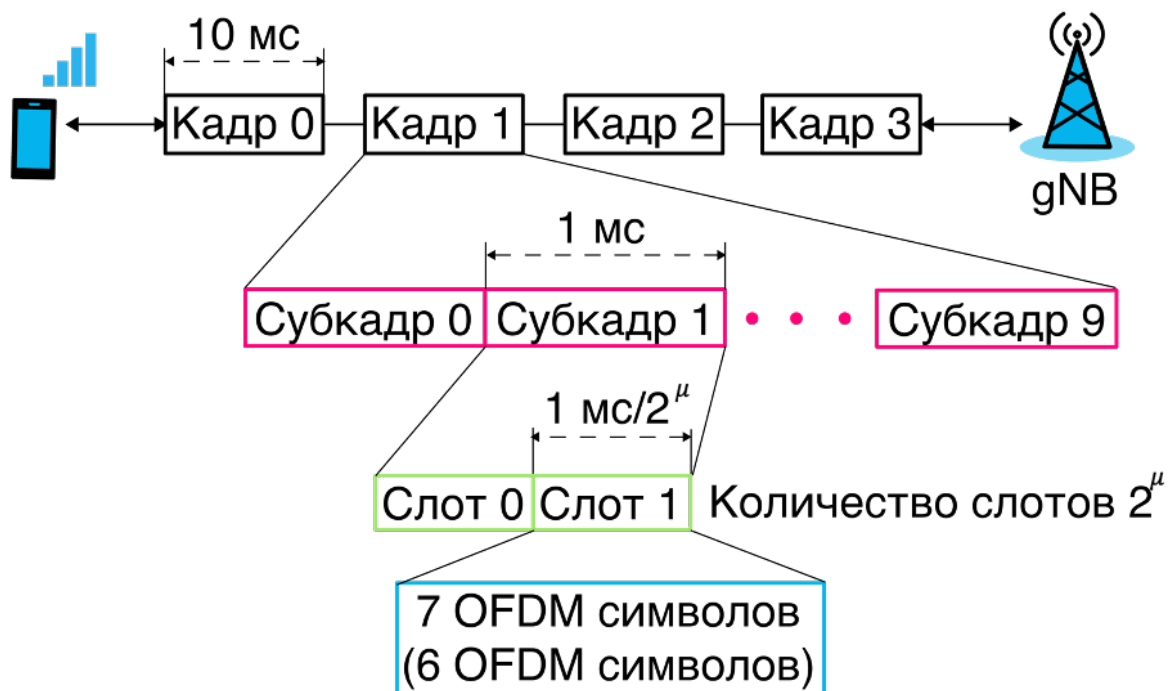 10 мс
Кадр 0
Кадр 1
Кадр 2
Кадр 3
gNB
1 мс
Субкадр 0
Субкадр 1
Субкадр 9
1 мс/2^μ
Слот 0
Слот 1
Количество слотов 2^μ
7 OFDM символов
(6 OFDM символов)